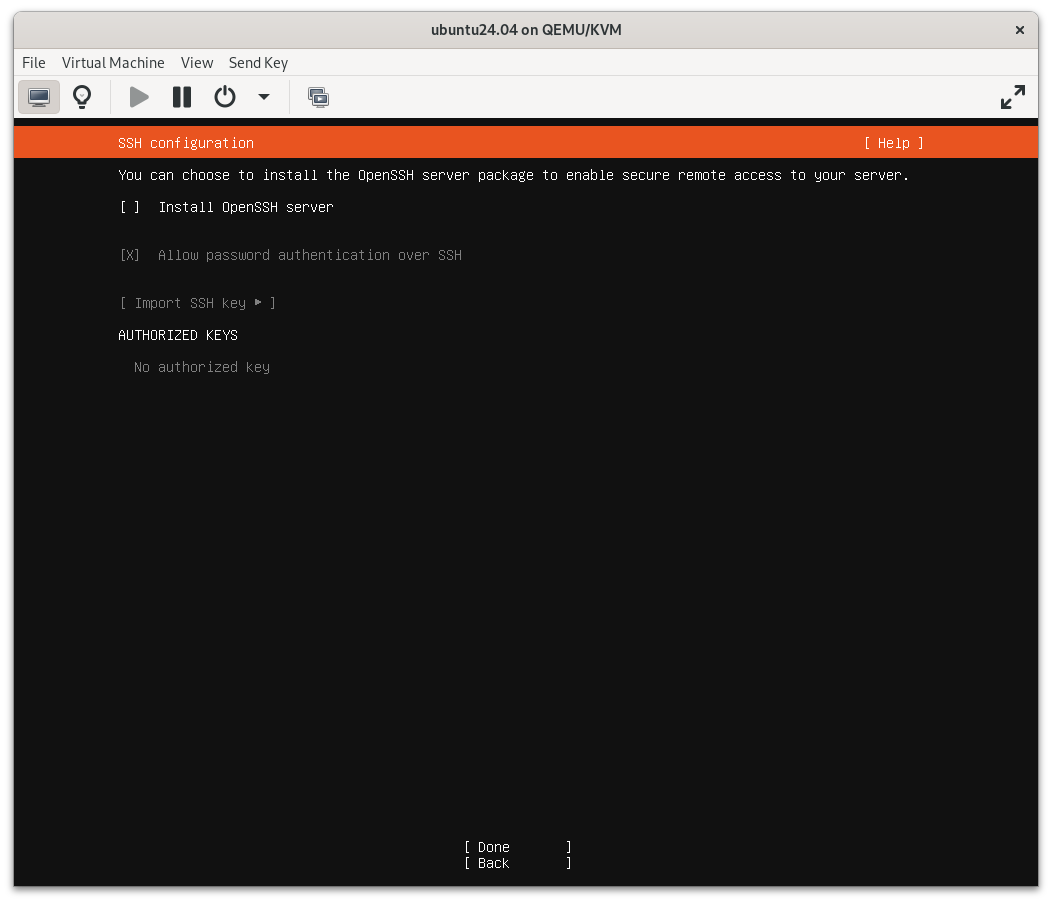 ubuntu24.04 on QEMU/KVM ×
File Virtual Machine View Send Key
SSH configuration [ Help ]
You can choose to install the OpenSSH server package to enable secure remote access to your server.
[ ] Install OpenSSH server
[X] Allow password authentication over SSH
[ Import SSH key ▸ ]
AUTHORIZED KEYS
No authorized key
[ Done ]
[ Back ]